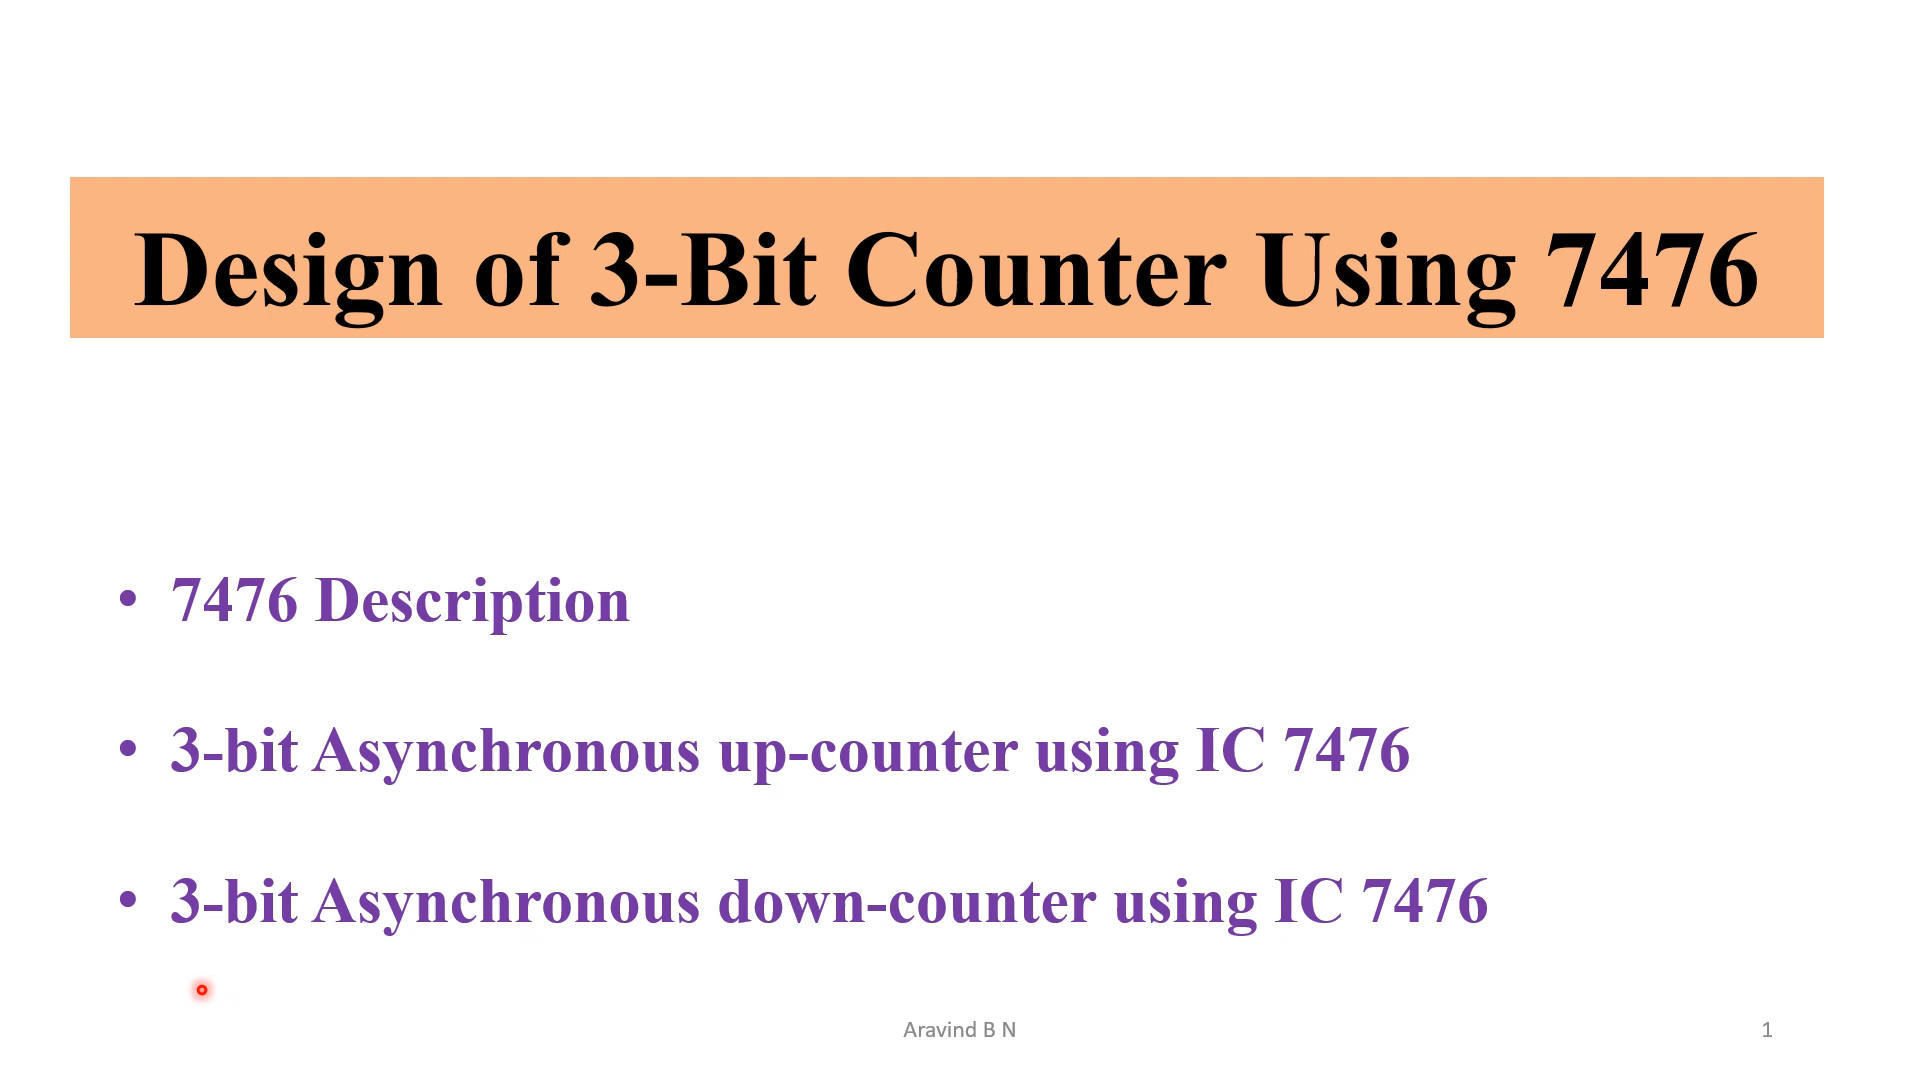 Design of 3-Bit Counter Using 7476
• 7476 Description
• 3-bit Asynchronous up-counter using IC 7476
• 3-bit Asynchronous down-counter using IC 7476
Aravind B N
1